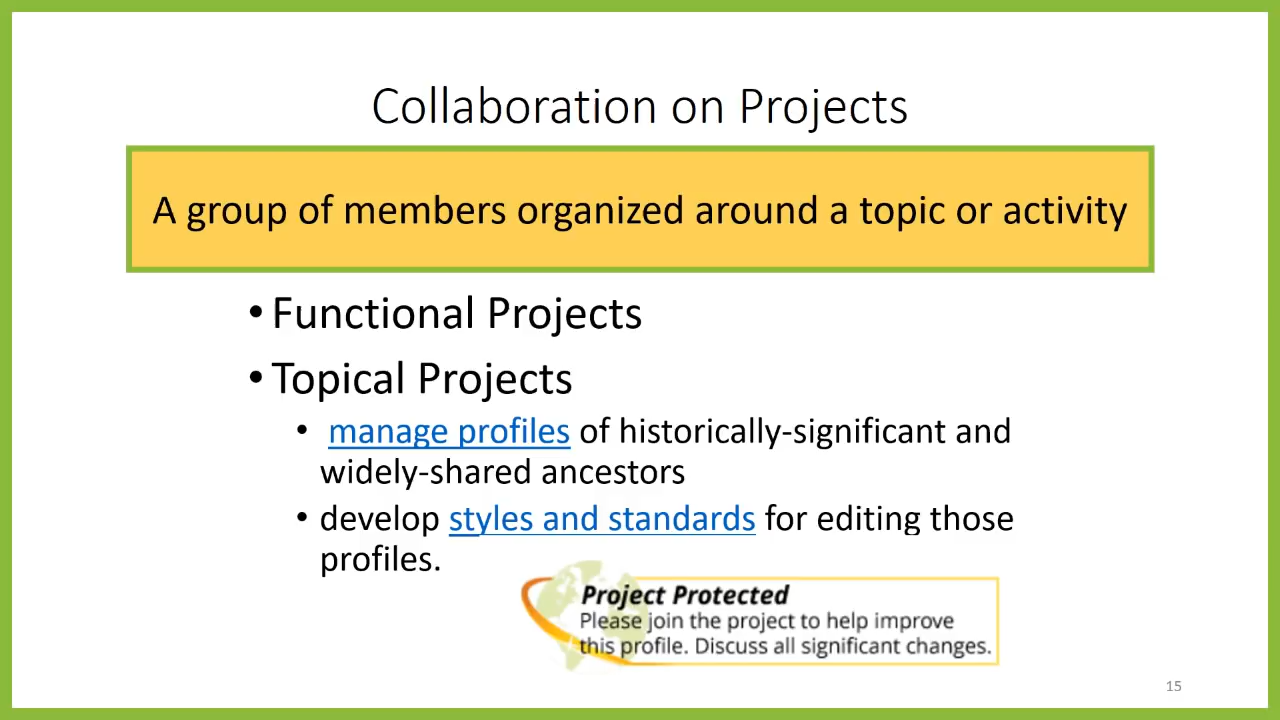 Collaboration on Projects
A group of members organized around a topic or activity
• Functional Projects
• Topical Projects
• manage profiles of historically-significant and
widely-shared ancestors
• develop styles and standards for editing those
profiles.
Project Protected
Please join the project to help improve
this profile. Discuss all significant changes.
15